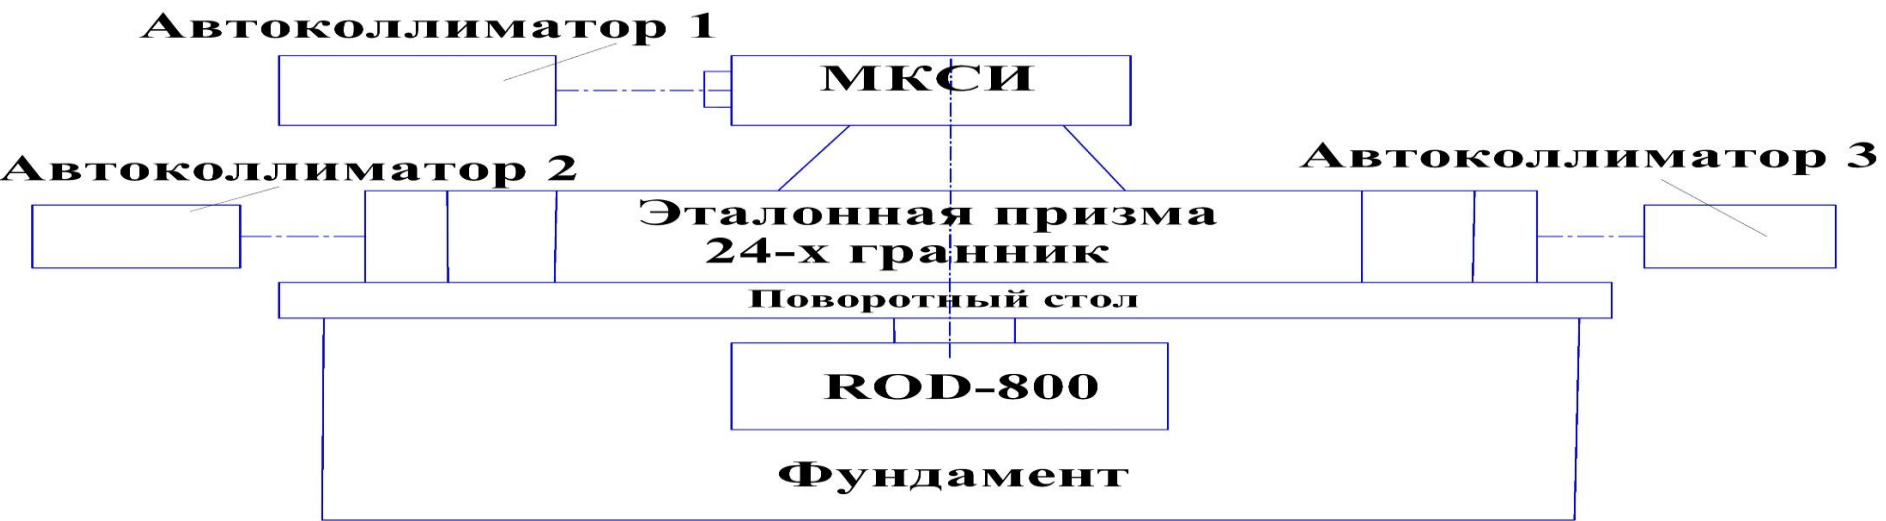 Автоколлиматор 1
МКСИ
Автоколлиматор 2
Автоколлиматор 3
Эталонная призма
24-х гранник
Поворотный стол
ROD-800
Фундамент